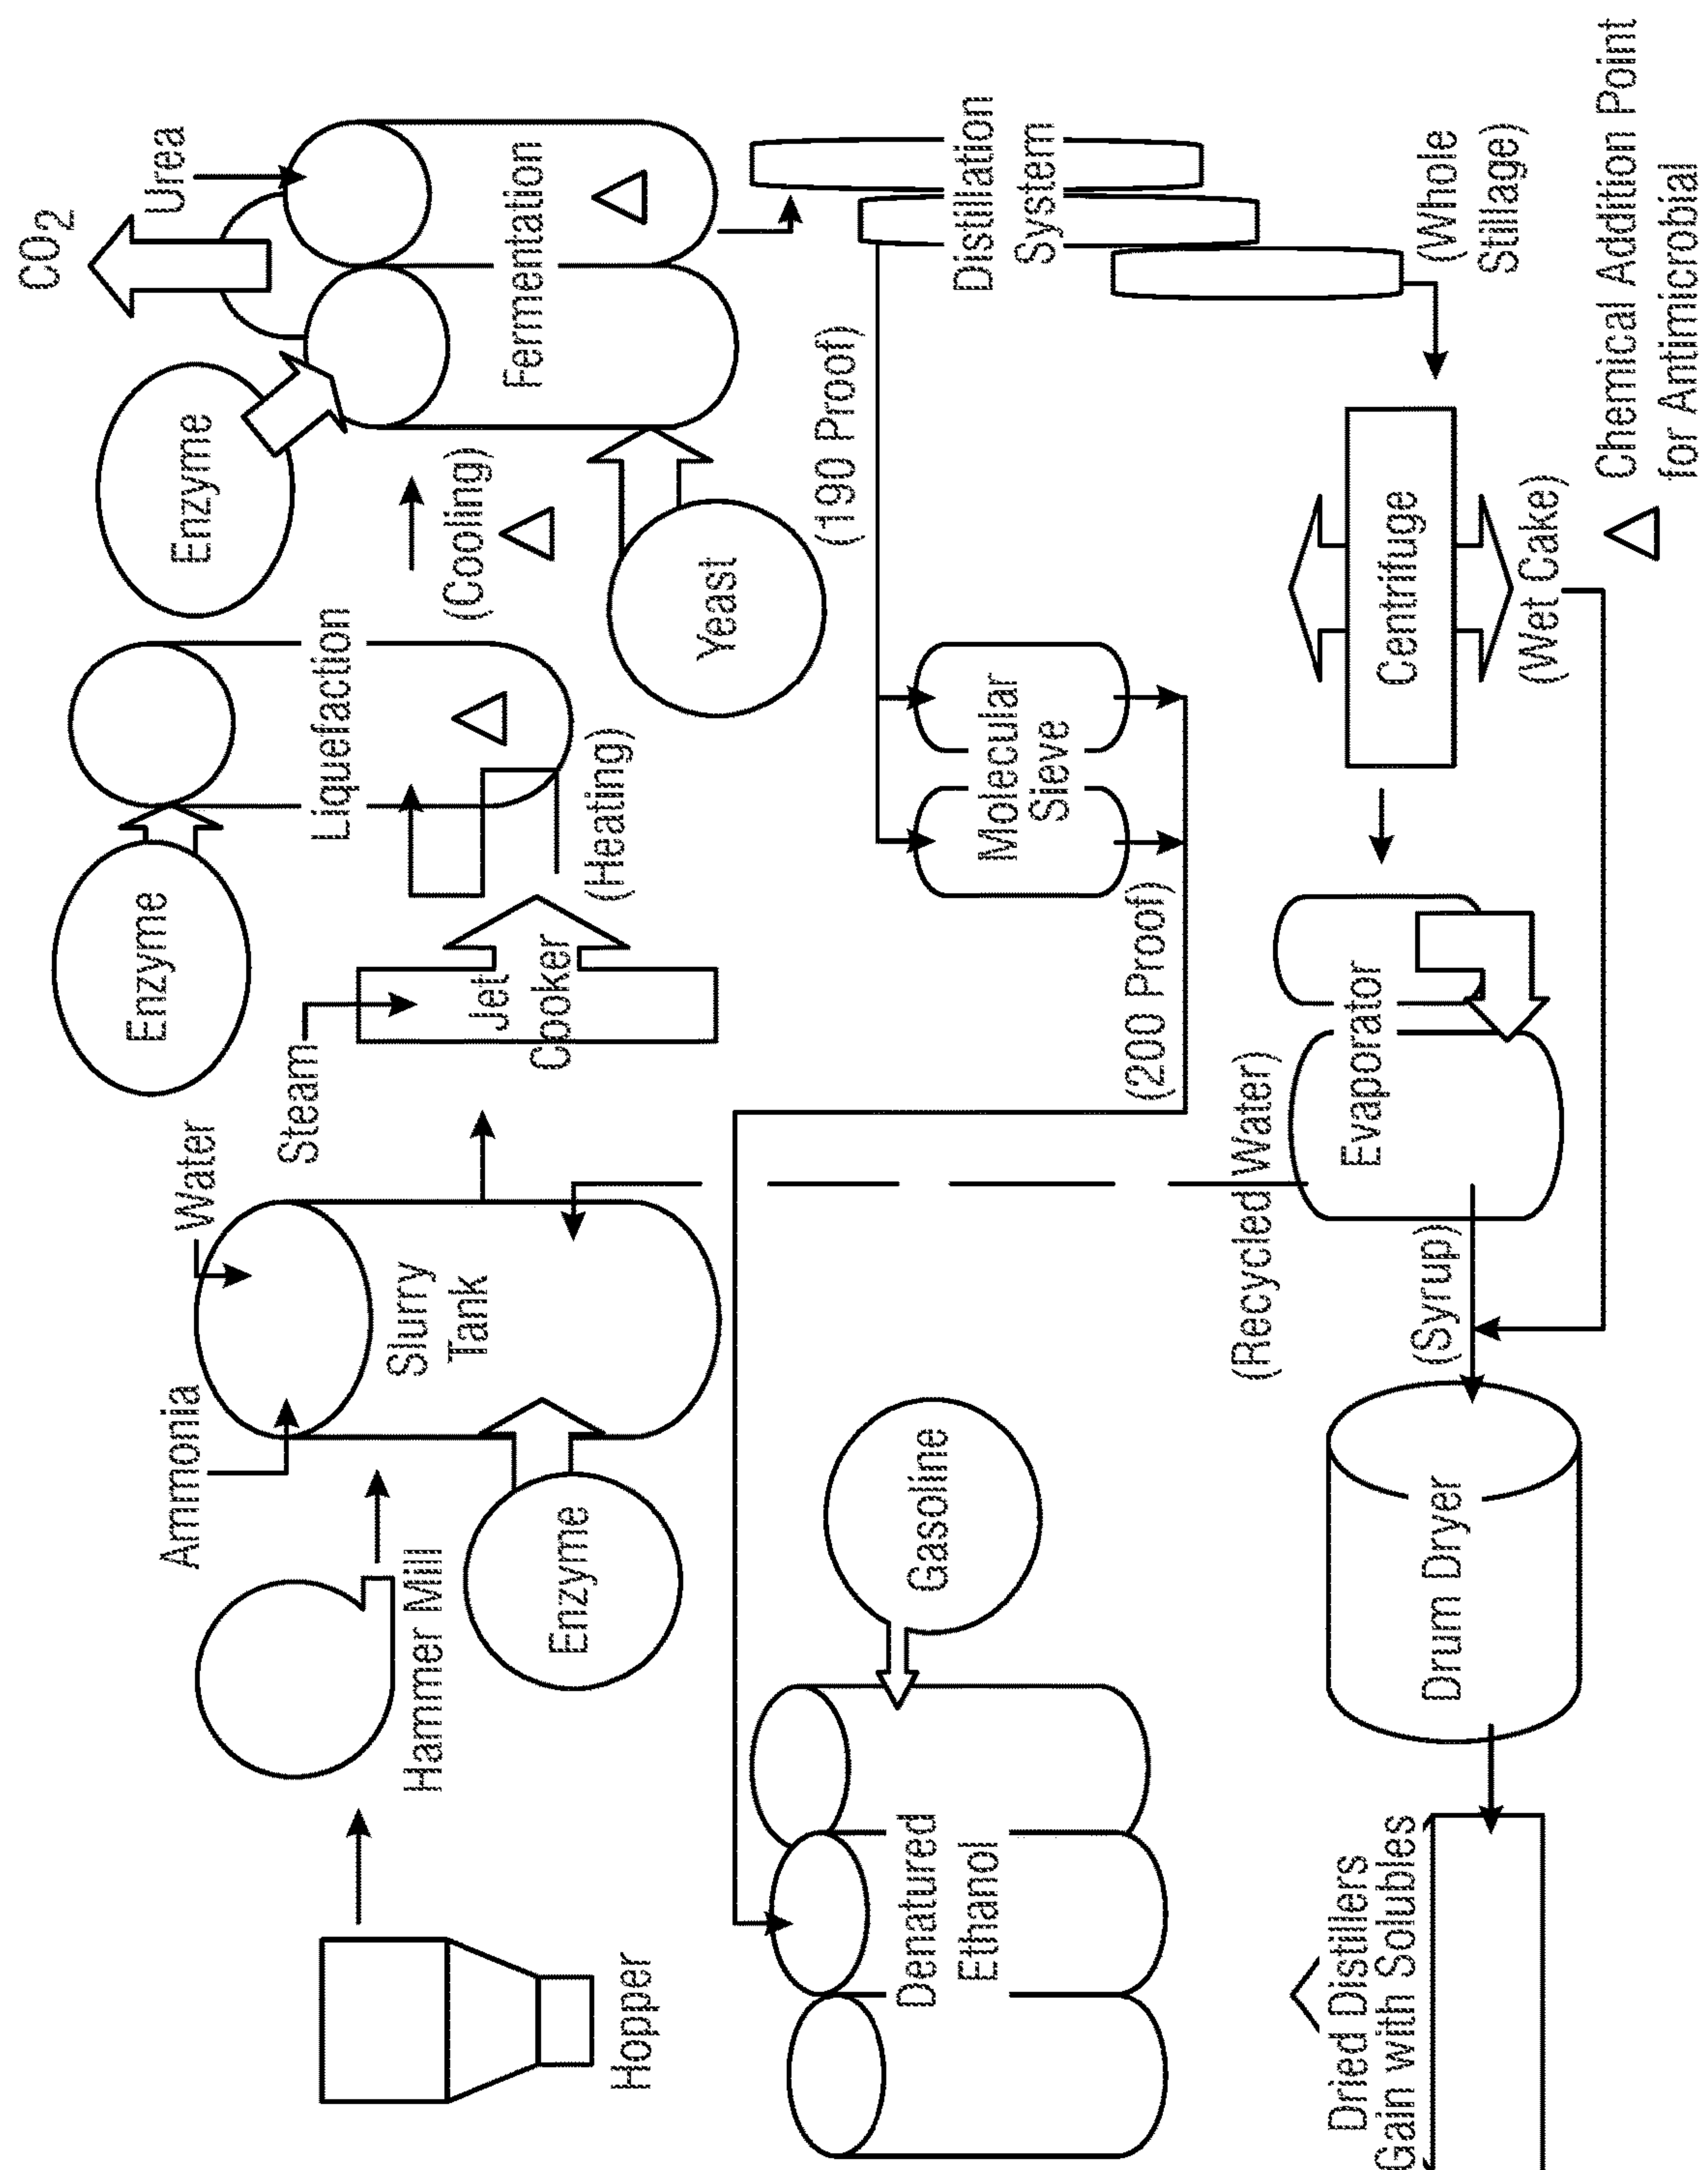 CO2
Urea
Enzyme
Fermentation
(Cooling)
Yeast
Enzyme
Liquefaction
(Heating)
Steam
Jet
Cooker
Water
Ammonia
Slurry
Tank
Enzyme
Hammer Mill
Hopper
Distillation
System
(190 Proof)
Molecular
Sieve
(200 Proof)
Gasoline
Denatured
Ethanol
(Whole
Stillage)
Centrifuge
(Wet Cake)
Evaporator
(Recycled Water)
(Syrup)
Drum Dryer
Dried Distillers
Gain with Solubles
Chemical Addition Point
for Antimicrobial